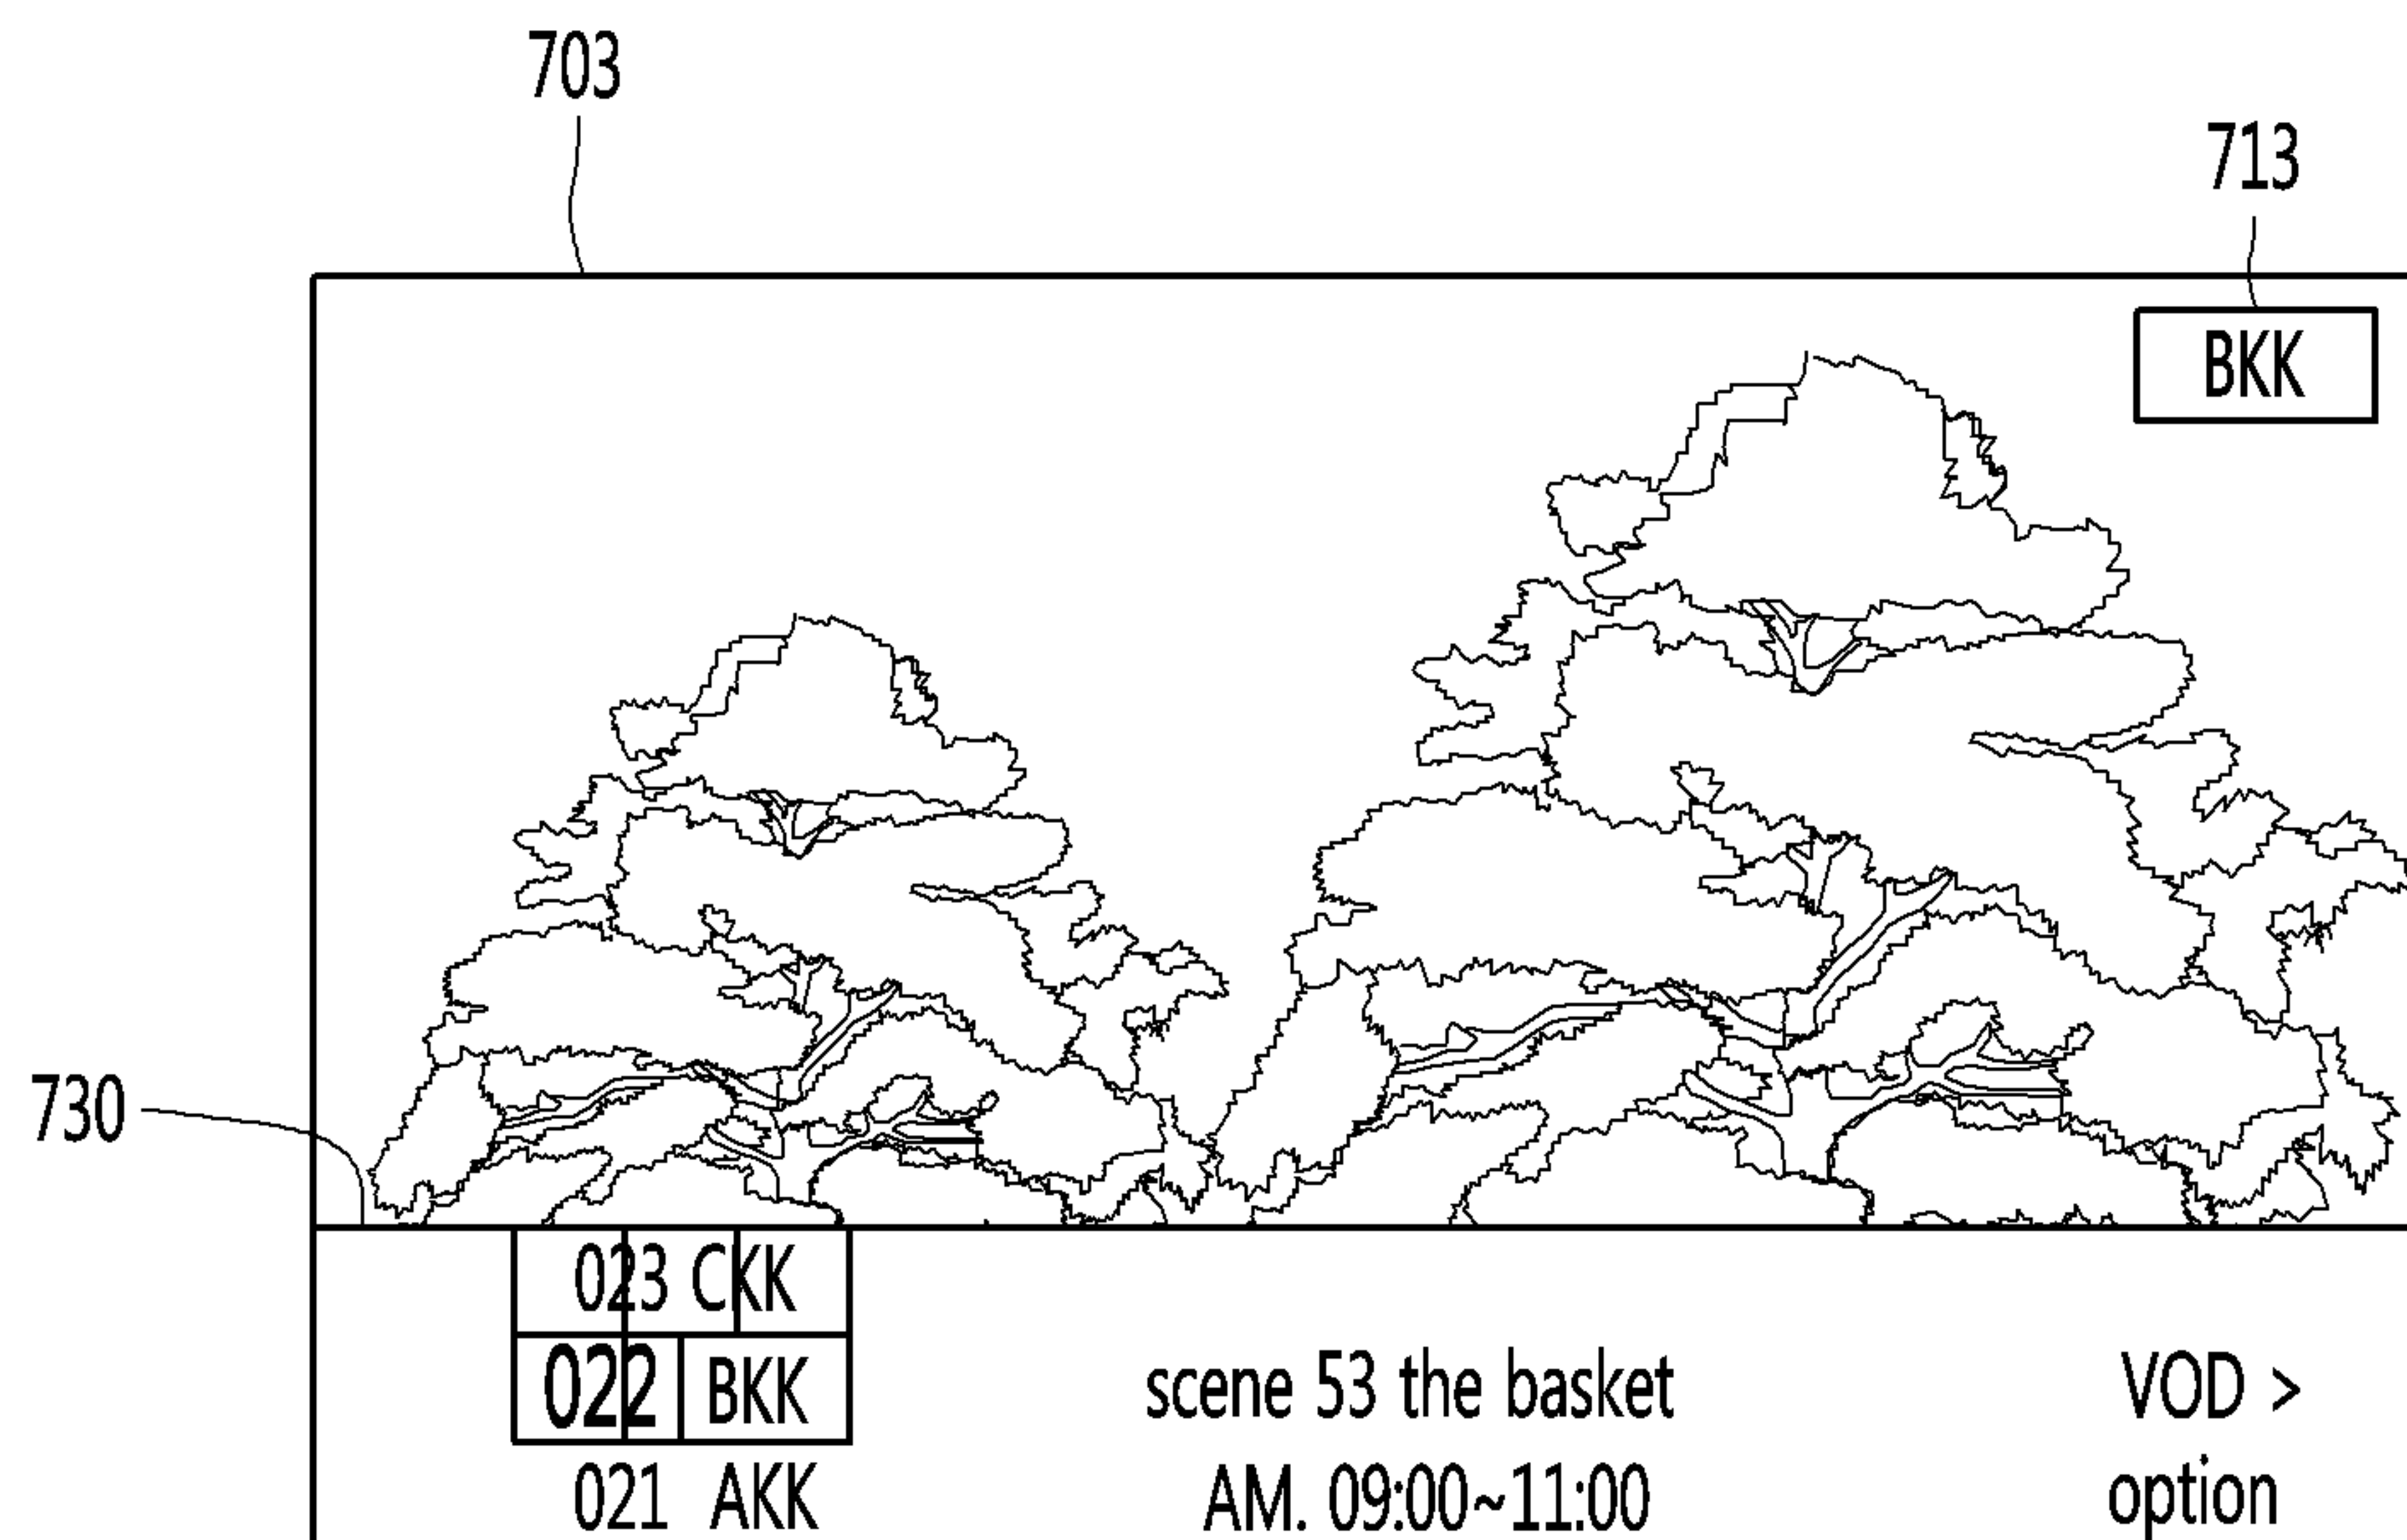 703
713
BKK
730
023 CKK
022 BKK
scene 53 the basket
VOD >
021 AKK
AM. 09:00~11:00
option